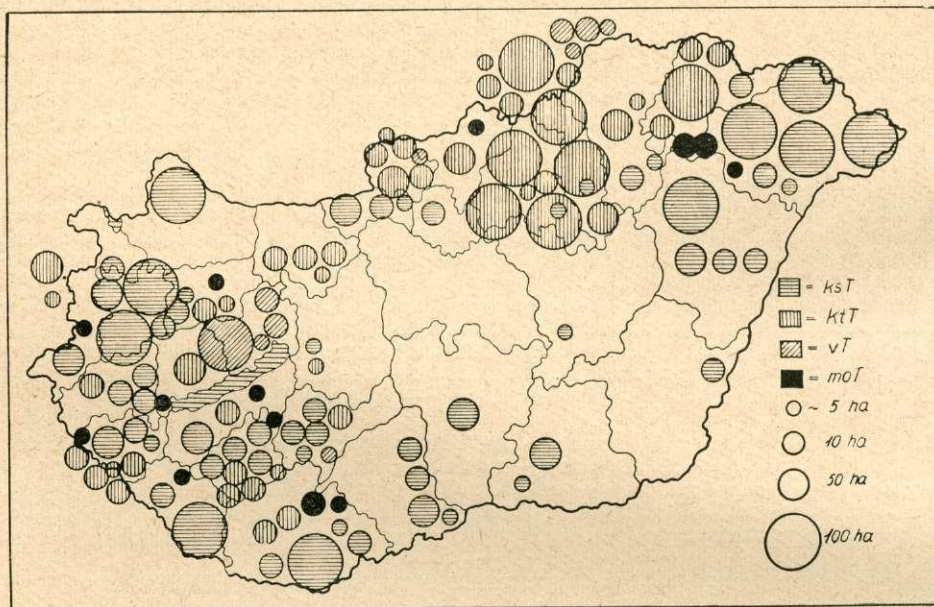 = ksT
= ktT
= vT
= moT
~ 5 ha
10 ha
50 ha
100 ha